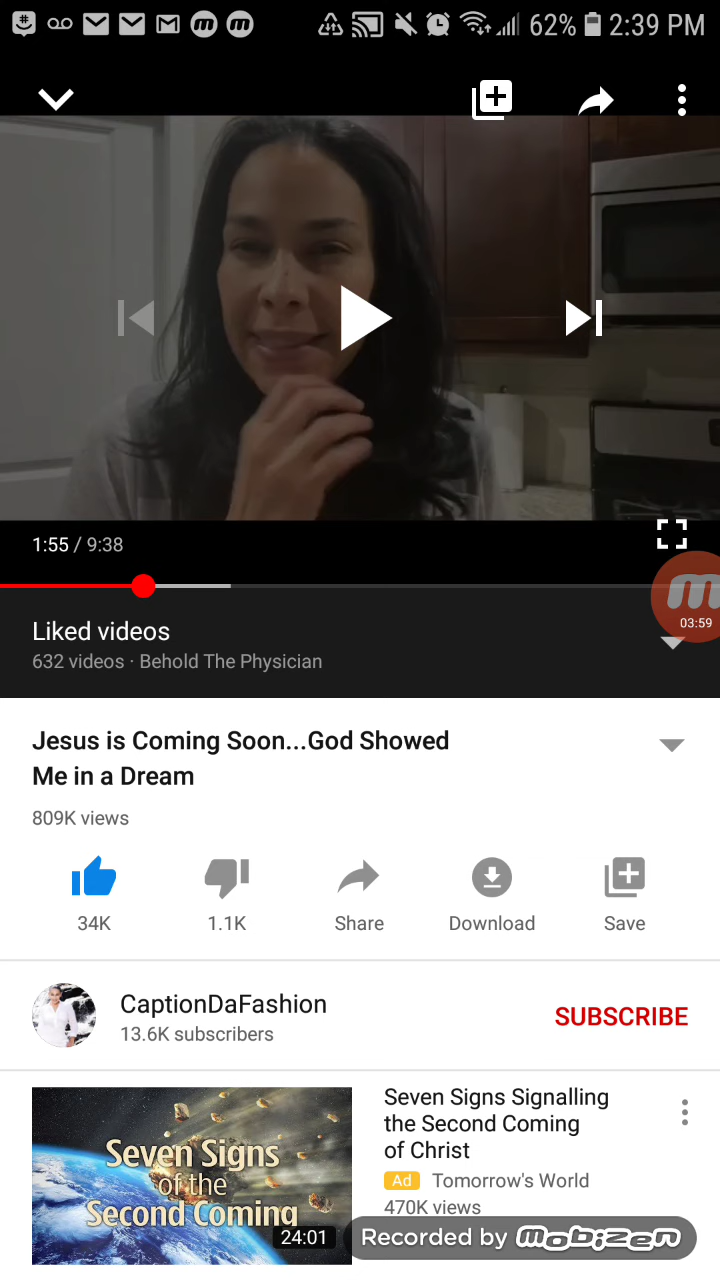 62% 2:39 PM
1:55 / 9:38
03:59
Liked videos
632 videos · Behold The Physician
Jesus is Coming Soon...God Showed
Me in a Dream
809K views
34K
1.1K
Share
Download
Save
CaptionDaFashion
13.6K subscribers
SUBSCRIBE
Seven Signs
of the
Second Coming
24:01
Seven Signs Signalling
the Second Coming
of Christ
Ad Tomorrow's World
470K views
Recorded by mobizen